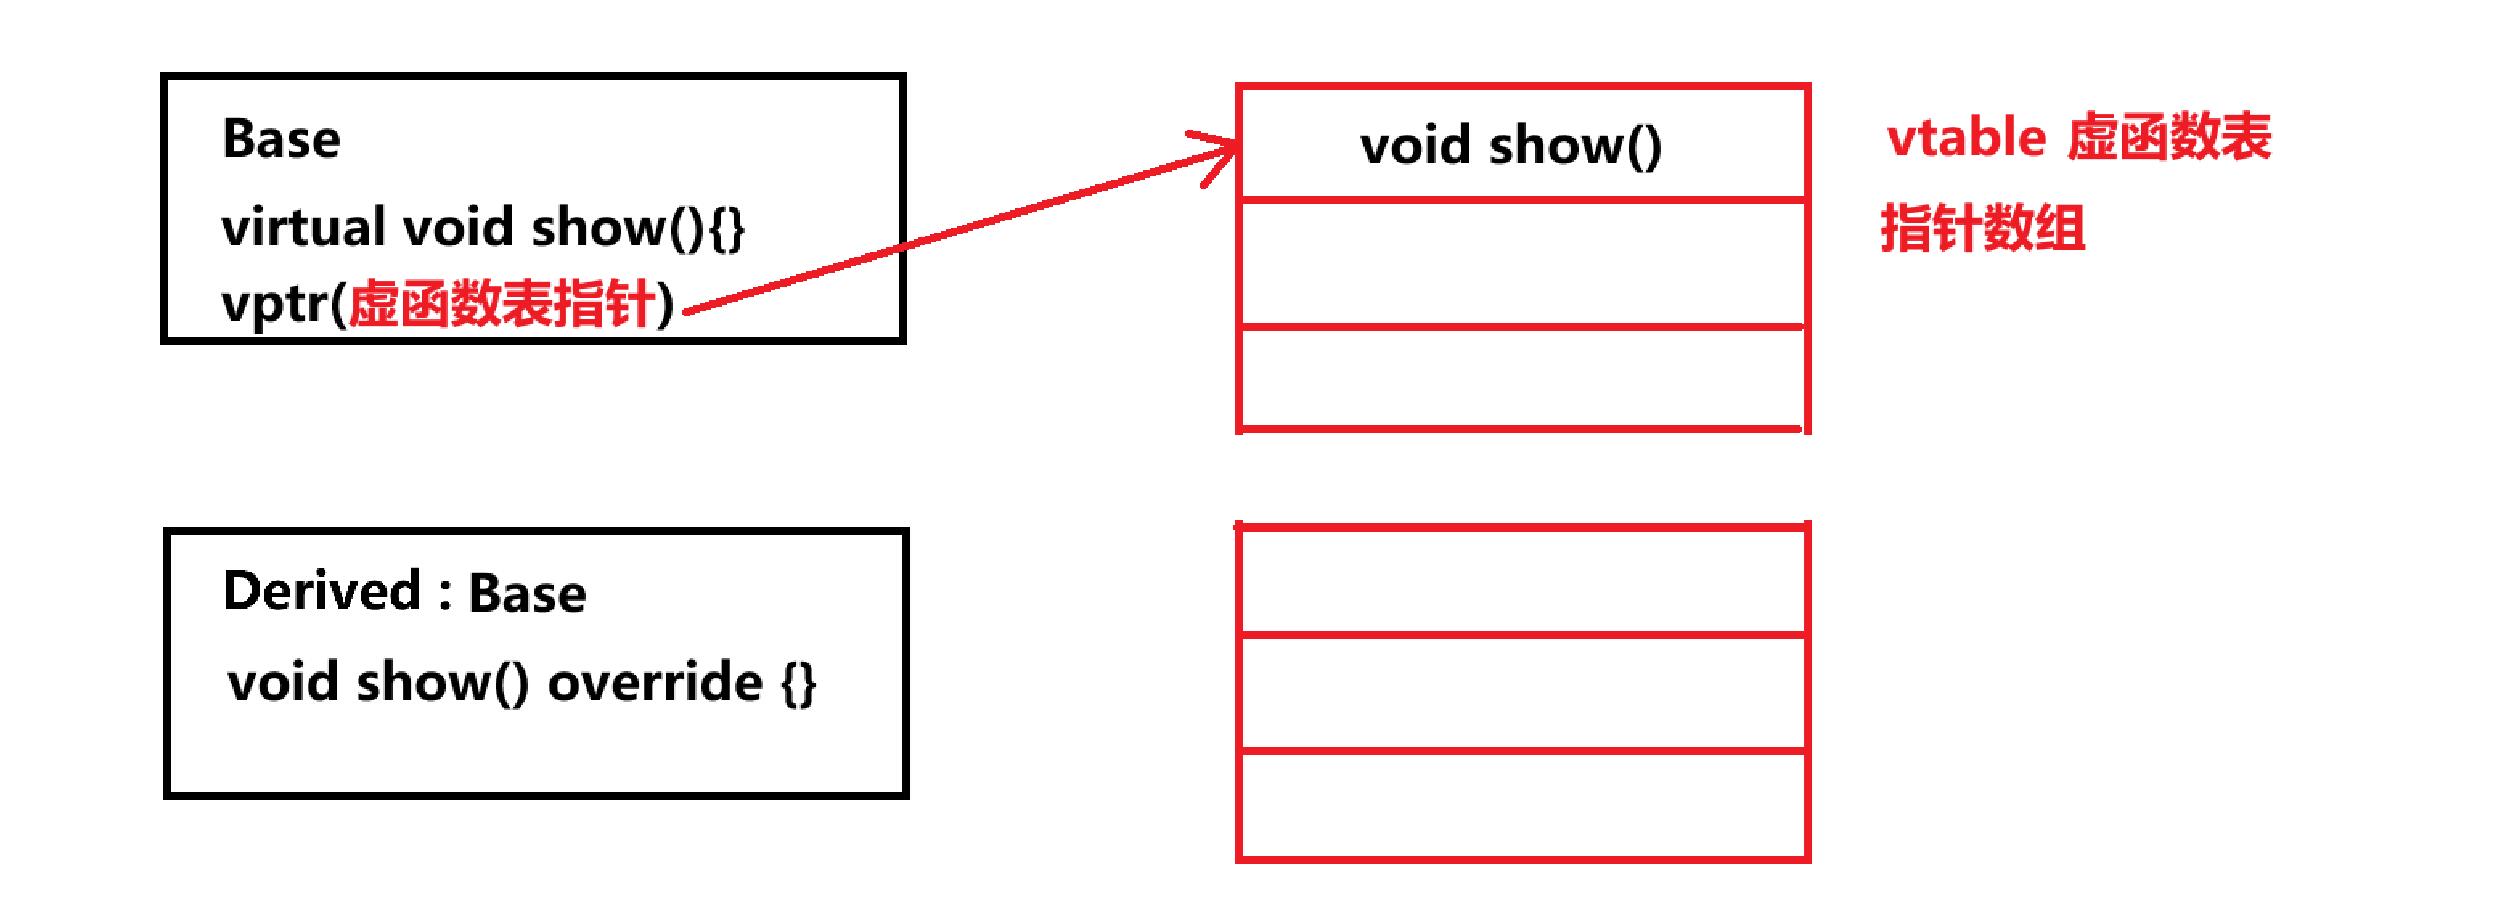 Base
virtual void show(){}
vptr(虚函数表指针)
void show()
vtable 虚函数表
指针数组
Derived : Base
void show() override {}